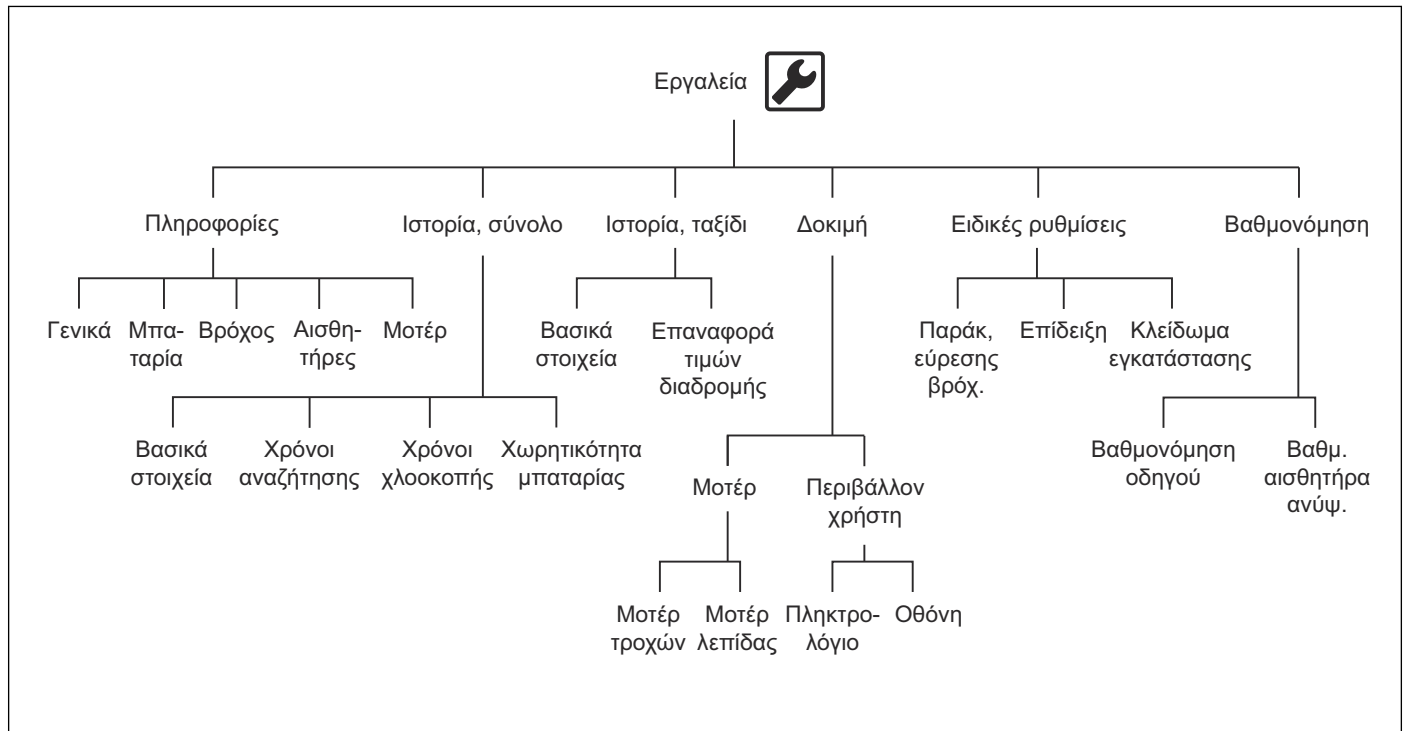 Εργαλεία
Πληροφορίες
Ιστορία, σύνολο
Ιστορία, ταξίδι
Δοκιμή
Ειδικές ρυθμίσεις
Βαθμονόμηση
Γενικά
Μπα-
ταρία
Βρόχος
Αισθη-
τήρες
Μοτέρ
Βασικά
στοιχεία
Επαναφορά
τιμών
διαδρομής
Παράκ,
εύρεσης
βρόχ.
Επίδειξη
Κλείδωμα
εγκατάστασης
Βασικά
στοιχεία
Χρόνοι
αναζήτησης
Χρόνοι
χλοοκοπής
Χωρητικότητα
μπαταρίας
Μοτέρ
Περιβάλλον
χρήστη
Βαθμονόμηση
οδηγού
Βαθμ.
αισθητήρα
ανύψ.
Μοτέρ
τροχών
Μοτέρ
λεπίδας
Πληκτρο-
λόγιο
Οθόνη